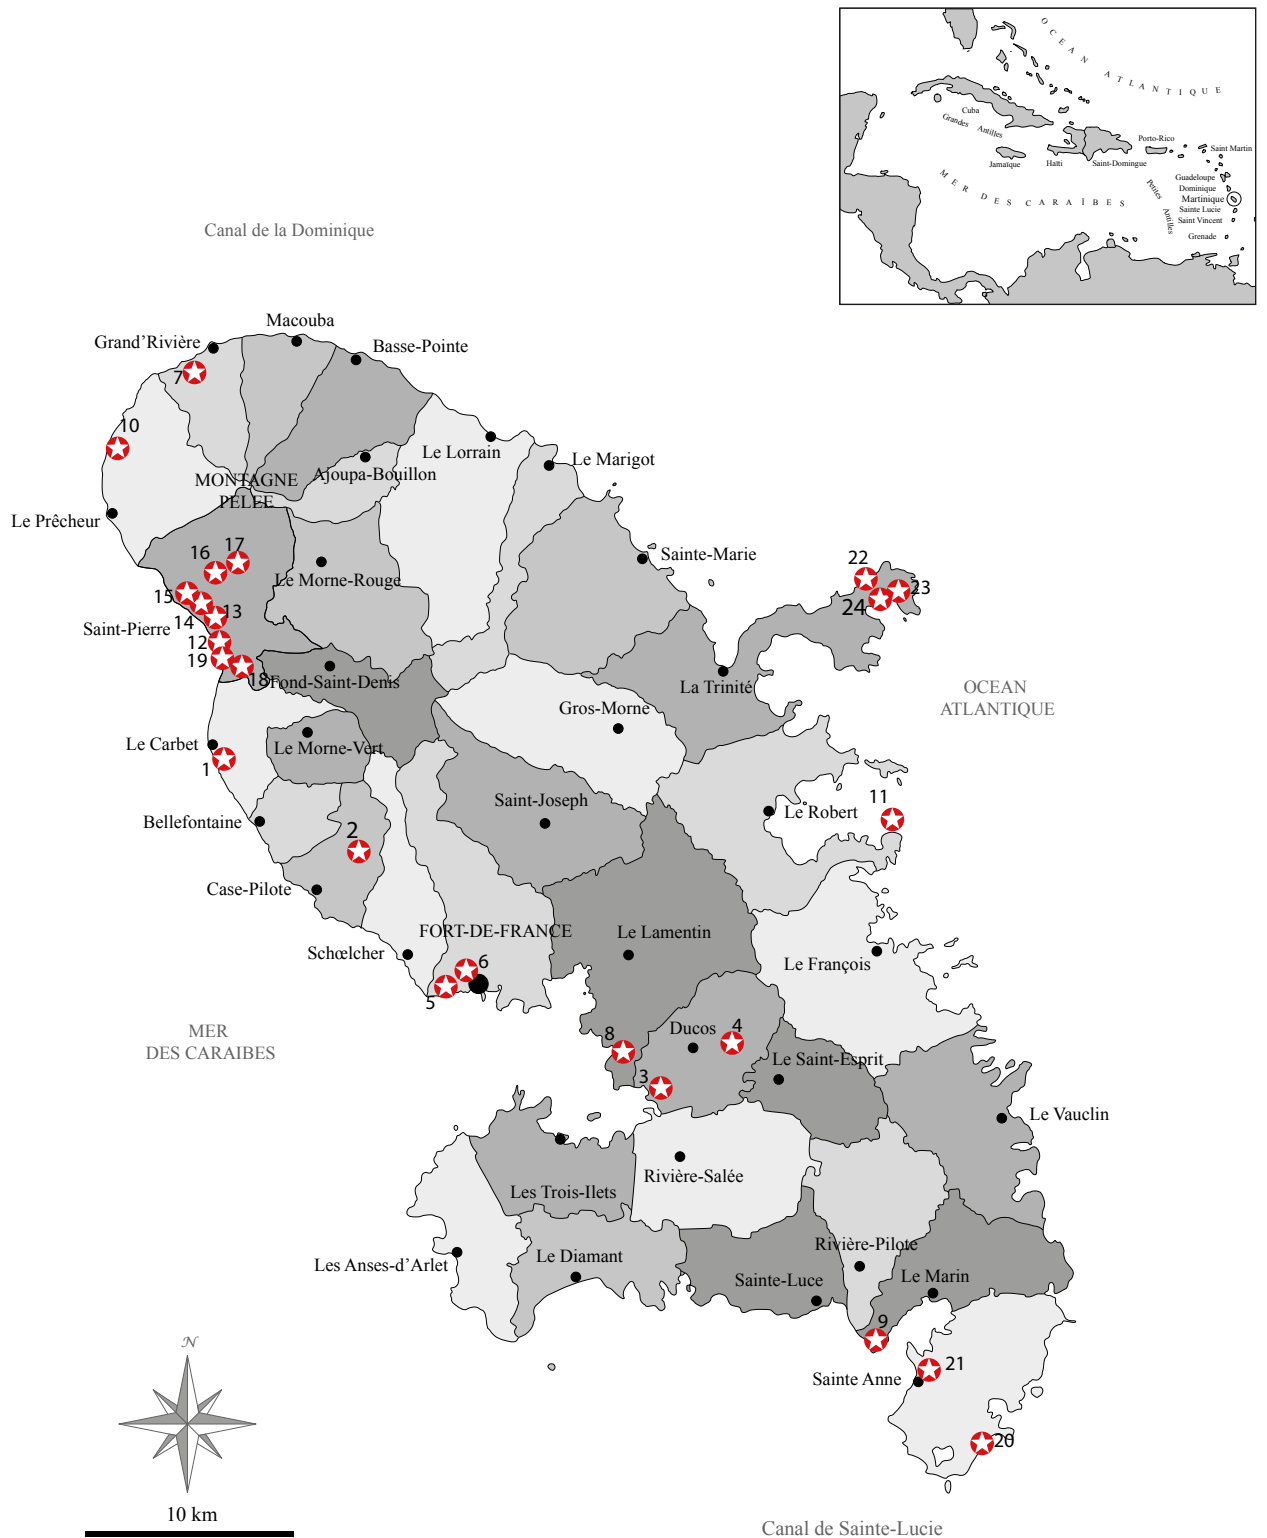 OCEAN ATLANTIQUE
Cuba
Grandes Antilles
Porto-Rico
Saint Martin
Jamaïque
Haïti
Saint-Domingue
MER DES CARAÏBES
Petites Antilles
Guadeloupe
Dominique
Martinique
Sainte Lucie
Saint Vincent
Grenade
Canal de la Dominique
Macouba
Grand'Rivière
Basse-Pointe
7
10
Le Lorrain
Le Marigot
MONTAGNE
PELEE
Ajoupa-Bouillon
Le Prêcheur
17
16
Sainte-Marie
Le Morne-Rouge
22
23
24
15
13
14
Saint-Pierre
12
19
18
Fond-Saint-Denis
La Trinité
OCEAN
ATLANTIQUE
Gros-Morne
Le Carbet
Le Morne-Vert
1
Saint-Joseph
11
Le Robert
Bellefontaine
2
Case-Pilote
FORT-DE-FRANCE
Le Lamentin
Schœlcher
6
5
Le François
MER
DES CARAIBES
Ducos
4
8
Le Saint-Esprit
3
Le Vauclin
Rivière-Salée
Les Trois-Ilets
Rivière-Pilote
Le Diamant
Les Anses-d'Arlet
Sainte-Luce
Le Marin
9
21
Sainte Anne
20
N
10 km
Canal de Sainte-Lucie